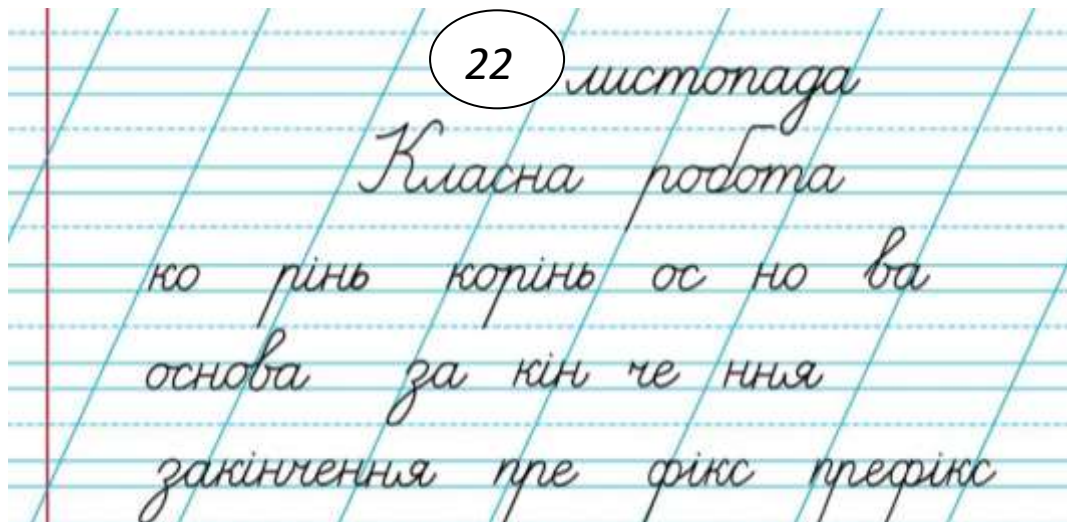 22 листопада
Класна робота
ко рінь корінь ос но ва
основа за кін че ння
закінчення пре фікс префікс